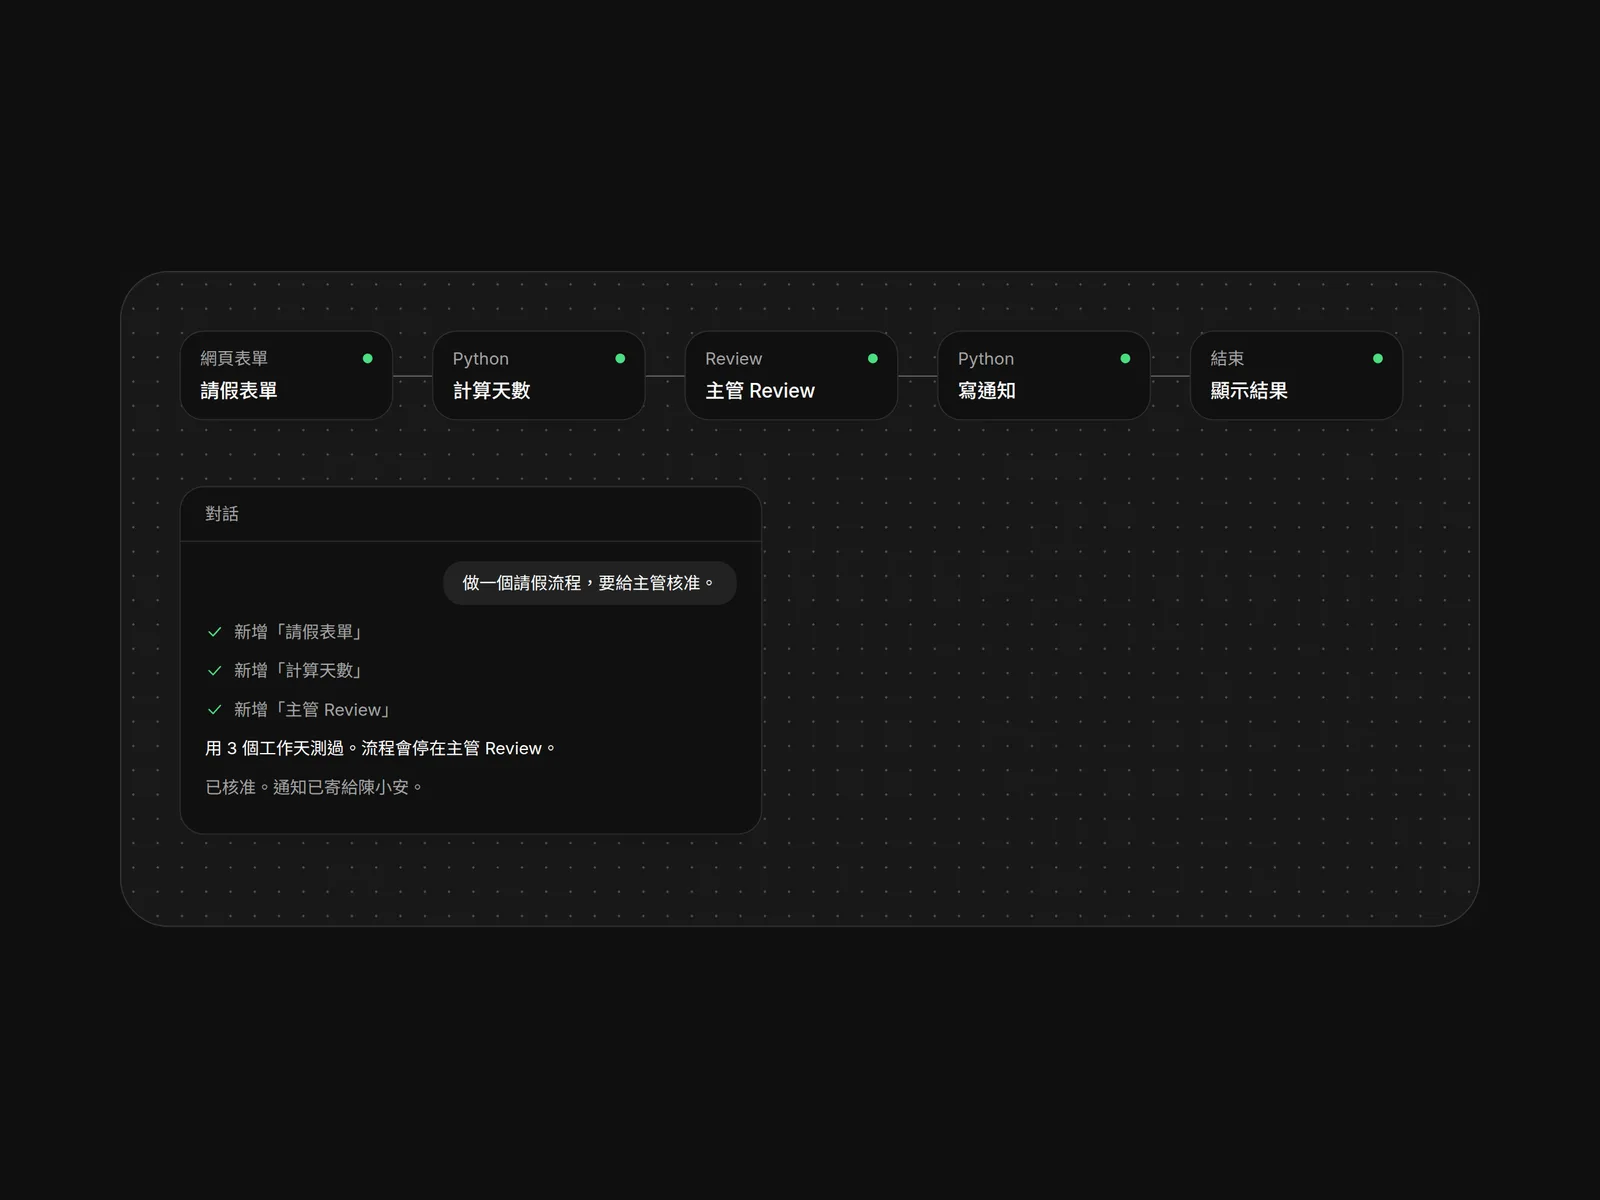 網頁表單
請假表單
Python
計算天數
Review
主管 Review
Python
寫通知
結束
顯示結果
對話
做一個請假流程，要給主管核准。
新增「請假表單」
新增「計算天數」
新增「主管 Review」
用 3 個工作天測過。流程會停在主管 Review。
已核准。通知已寄給陳小安。